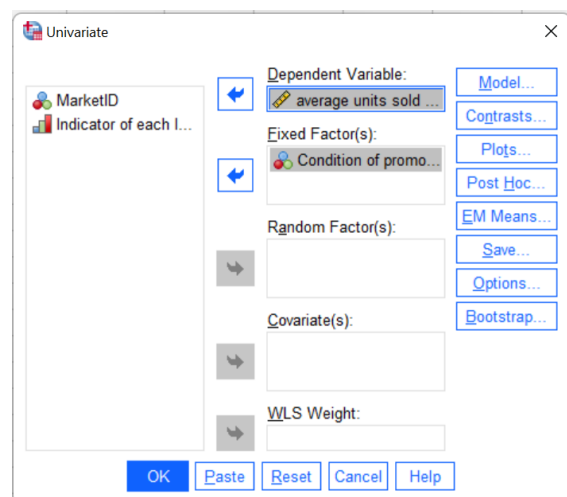 Univariate
MarketID
Indicator of each I...
Dependent Variable:
average units sold ...
Fixed Factor(s):
Condition of promo...
Random Factor(s):
Covariate(s):
WLS Weight:
Model...
Contrasts...
Plots...
Post Hoc...
EM Means...
Save...
Options...
Bootstrap...
OK Paste Reset Cancel Help